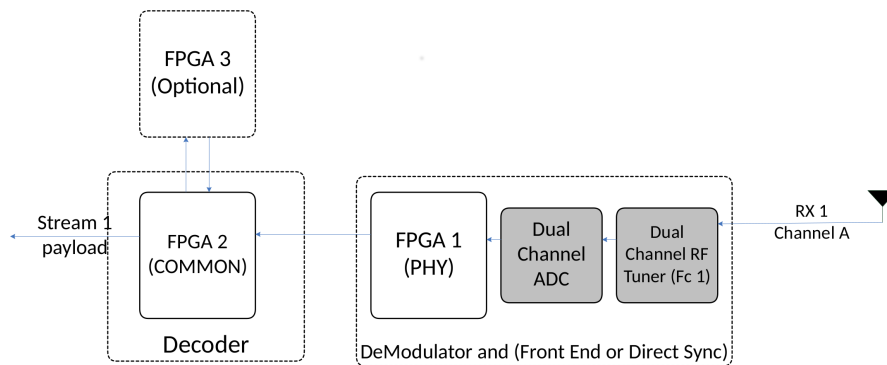 FPGA 3
(Optional)
Stream 1
payload
FPGA 2
(COMMON)
Decoder
FPGA 1
(PHY)
Dual
Channel
ADC
Dual
Channel RF
Tuner (Fc 1)
RX 1
Channel A
DeModulator and (Front End or Direct Sync)